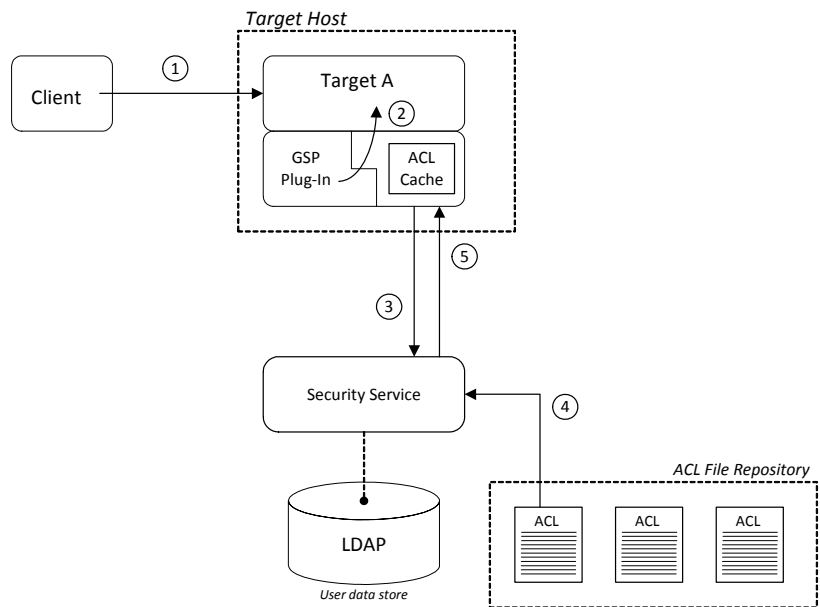 Target Host
Client
1
Target A
2
GSP
Plug-In
ACL
Cache
5
3
Security Service
4
ACL File Repository
LDAP
User data store
ACL
ACL
ACL